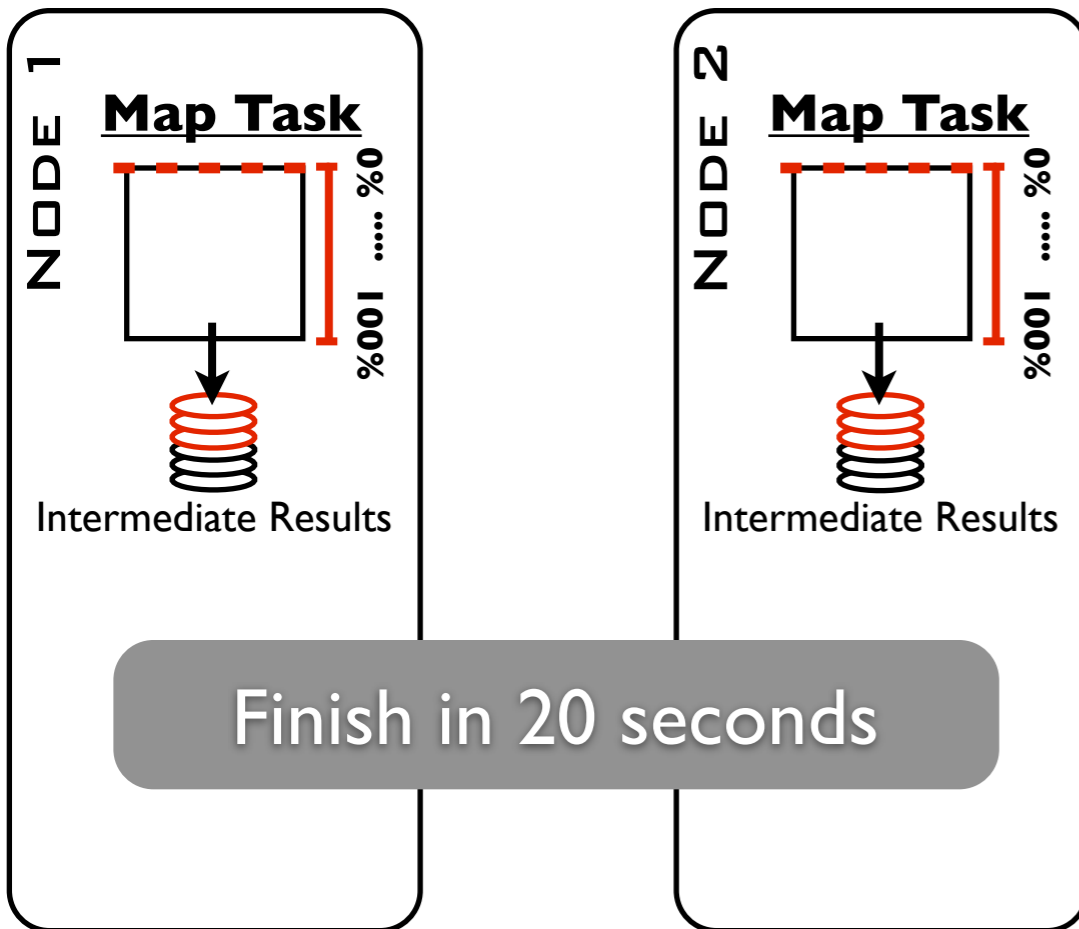 NODE 1
Map Task
0% ..... 100%
Intermediate Results
NODE 2
Map Task
0% ..... 100%
Intermediate Results
Finish in 20 seconds